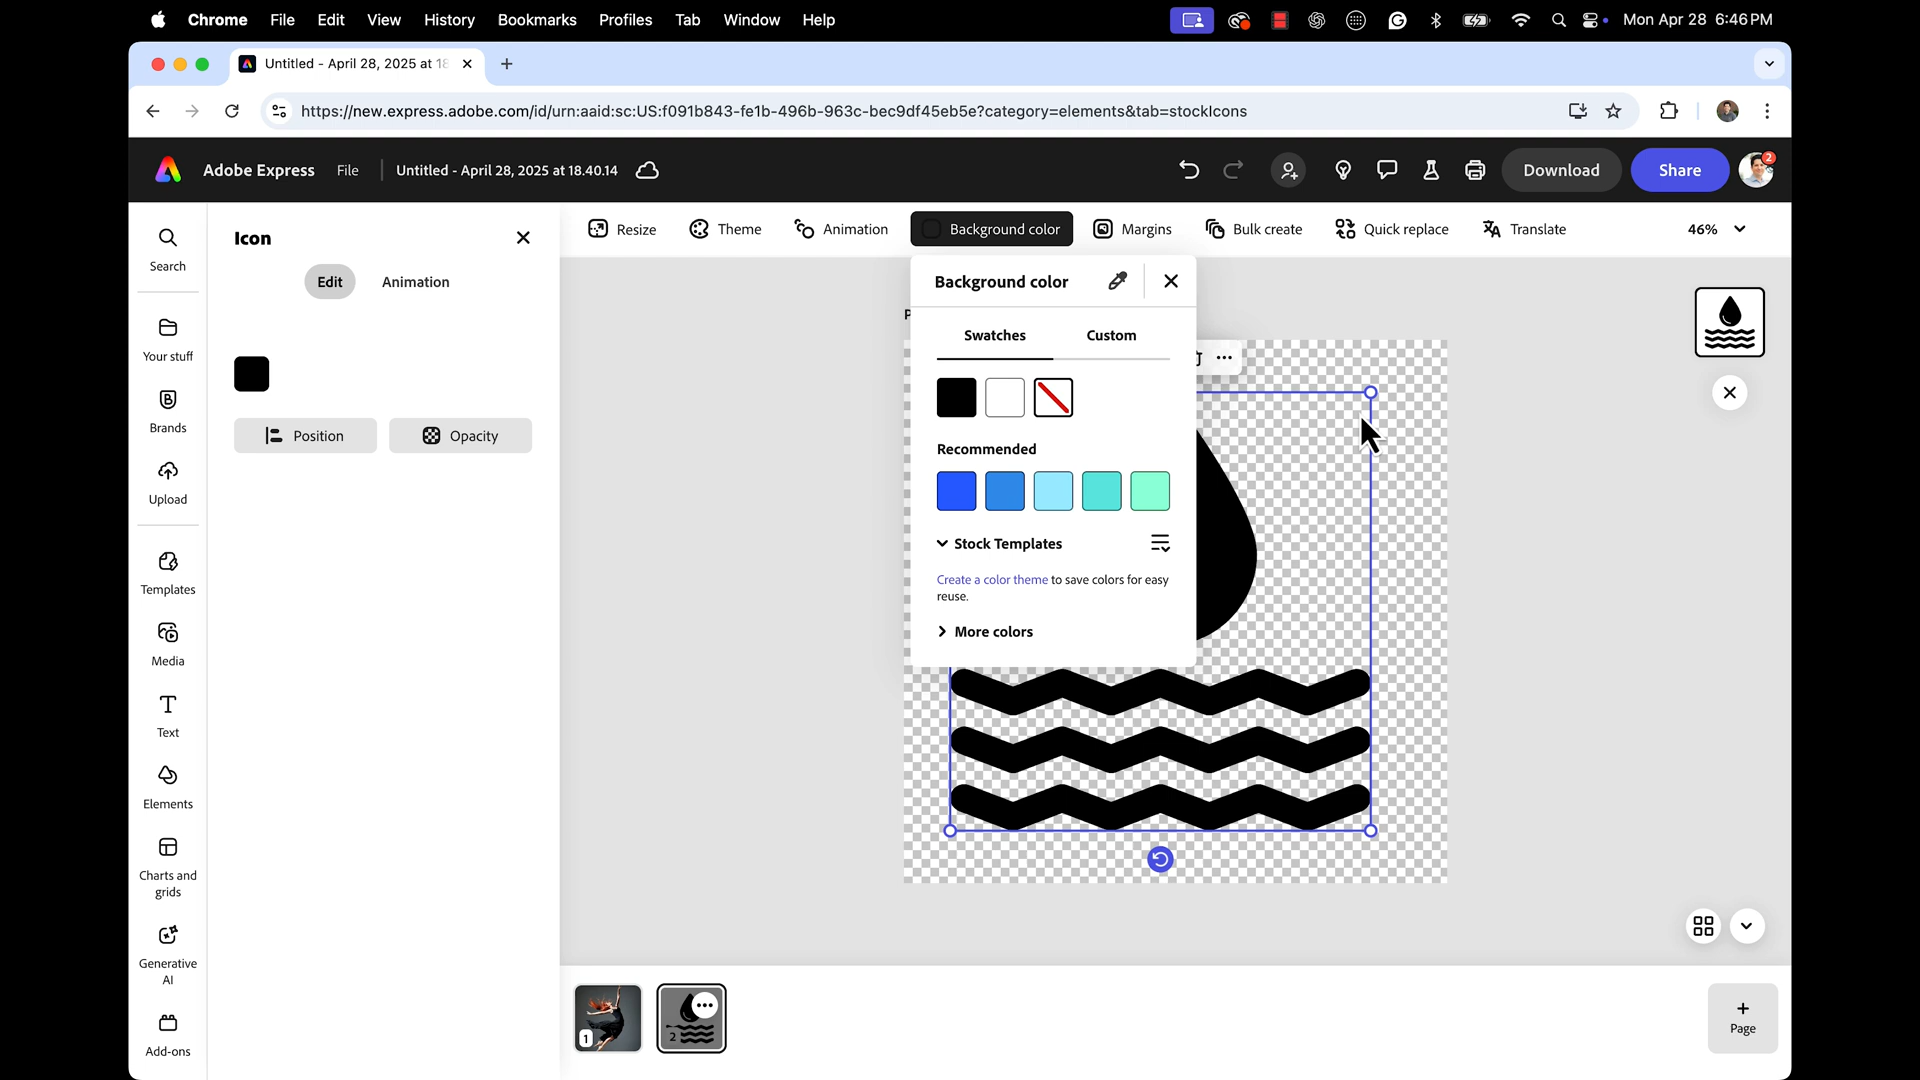 Chrome File Edit View History Bookmarks Profiles Tab Window Help Mon Apr 28 6:46 PM
Untitled - April 28, 2025 at 18
https://new.express.adobe.com/id/urn:aaid:sc:US:f091b843-fe1b-496b-963c-bec9df45eb5e?category=elements&tab=stockIcons
Adobe Express File Untitled - April 28, 2025 at 18.40.14 Download Share 2
Resize Theme Animation Background color Margins Bulk create Quick replace Translate 46%
Search
Your stuff
Brands
Upload
Templates
Media
Text
Elements
Charts and
grids
Generative
AI
Add-ons
Icon
Edit Animation
Position Opacity
Background color
Swatches Custom
Recommended
Stock Templates
Create a color theme to save colors for easy
reuse.
More colors
1
2
Page